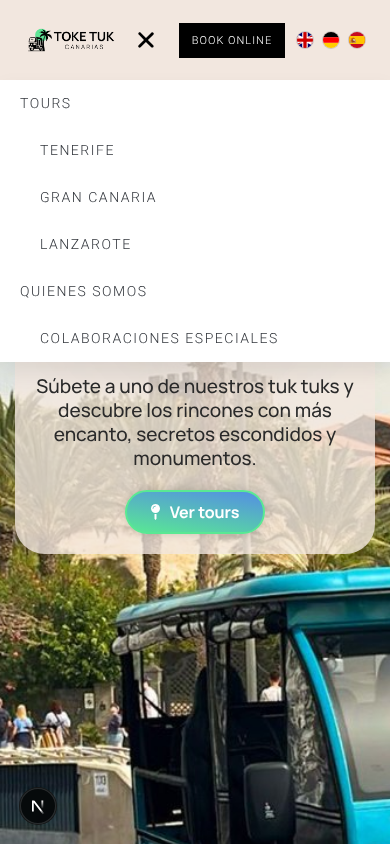 TOKE TUK
CANARIAS
BOOK ONLINE
TOURS
TENERIFE
GRAN CANARIA
LANZAROTE
QUIENES SOMOS
COLABORACIONES ESPECIALES
Súbete a uno de nuestros tuk tuks y
descubre los rincones con más
encanto, secretos escondidos y
monumentos.
Ver tours
N